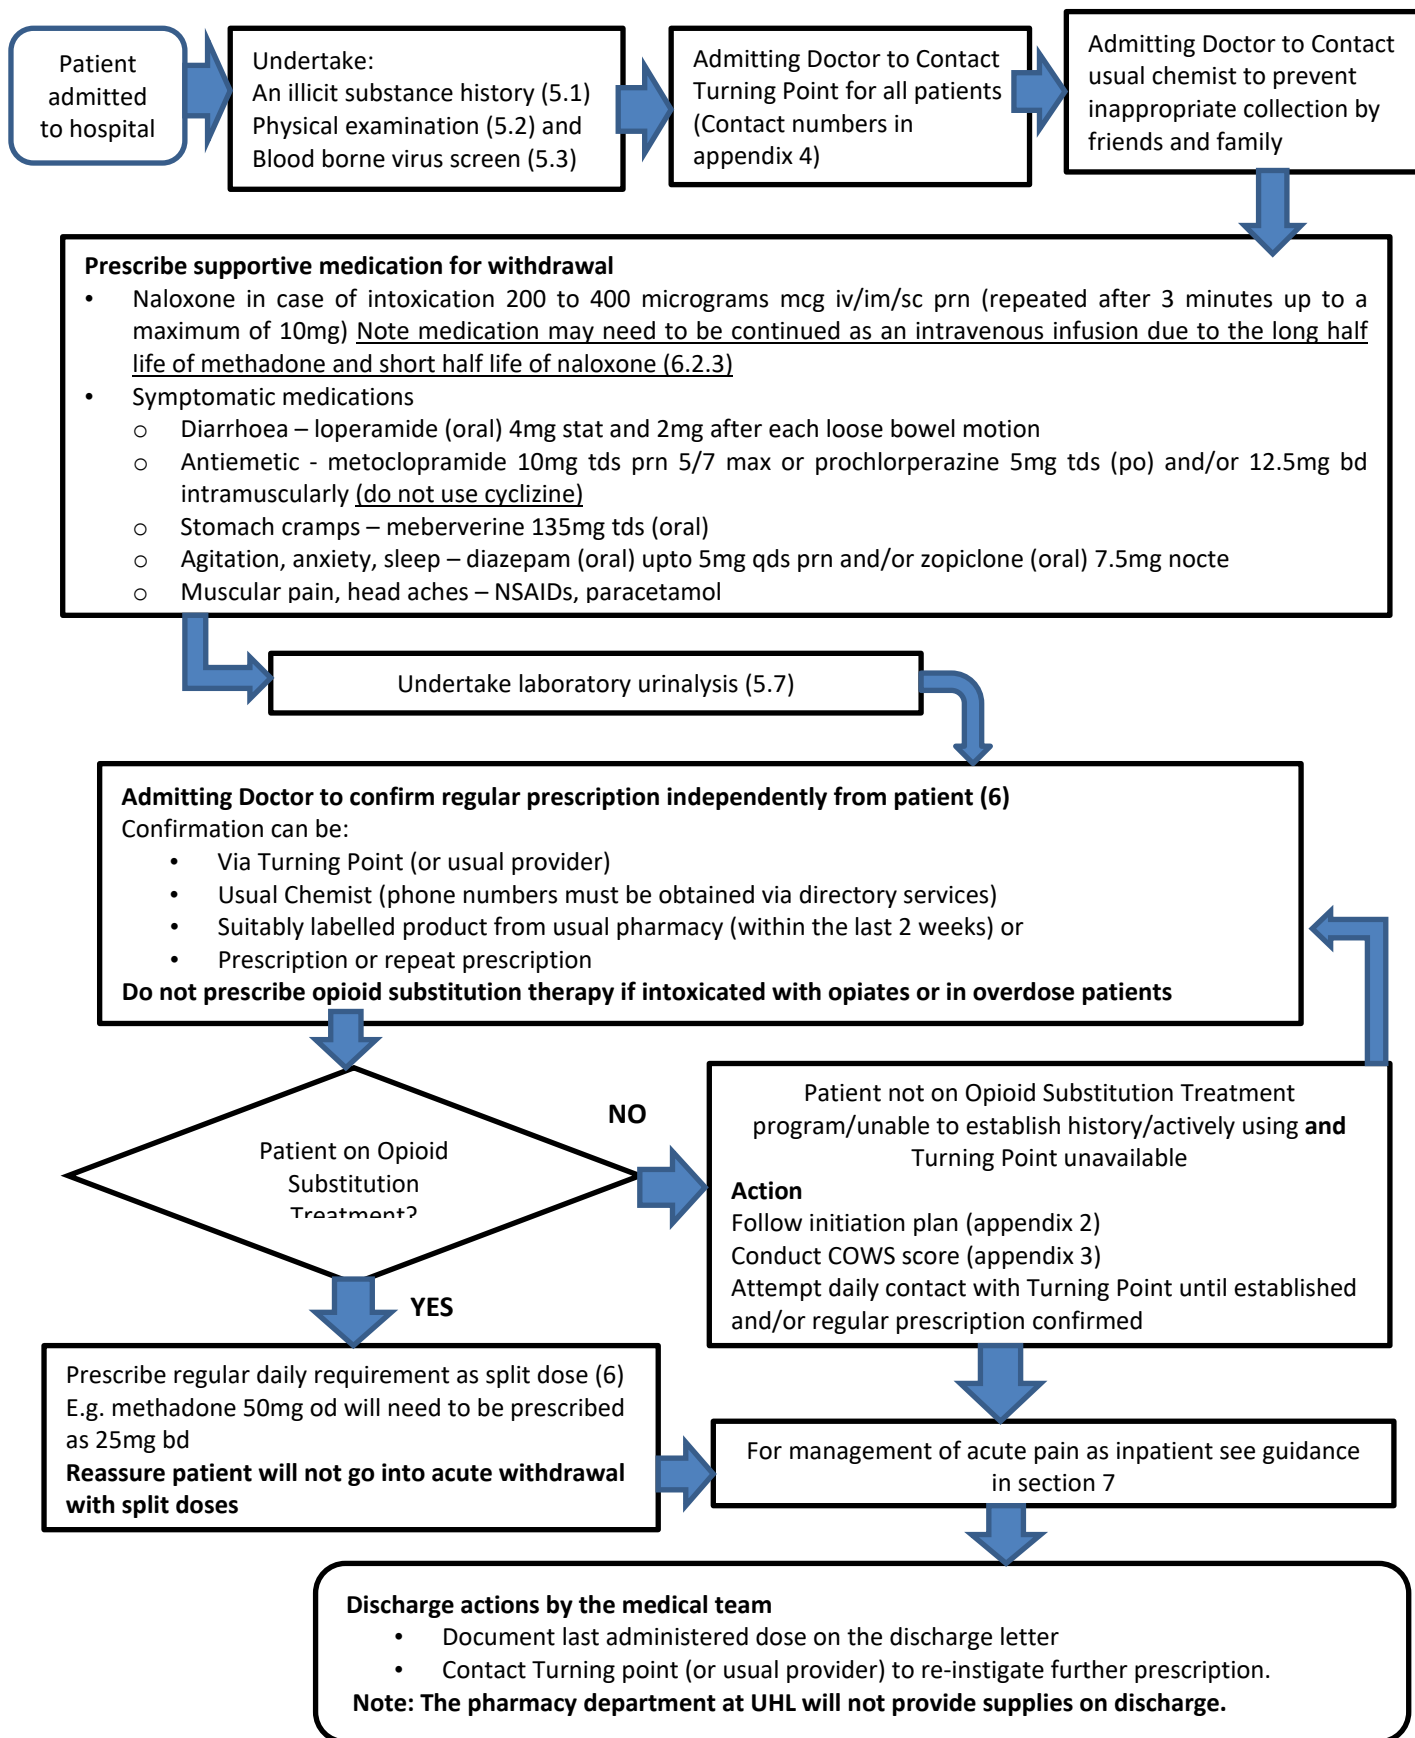 Patient
admitted
to hospital
Undertake:
An illicit substance history (5.1)
Physical examination (5.2) and
Blood borne virus screen (5.3)
Admitting Doctor to Contact
Turning Point for all patients
(Contact numbers in
appendix 4)
Admitting Doctor to Contact
usual chemist to prevent
inappropriate collection by
friends and family
Prescribe supportive medication for withdrawal
• Naloxone in case of intoxication 200 to 400 micrograms mcg iv/im/sc prn (repeated after 3 minutes up to a
maximum of 10mg) Note medication may need to be continued as an intravenous infusion due to the long half
life of methadone and short half life of naloxone (6.2.3)
• Symptomatic medications
o Diarrhoea – loperamide (oral) 4mg stat and 2mg after each loose bowel motion
o Antiemetic - metoclopramide 10mg tds prn 5/7 max or prochlorperazine 5mg tds (po) and/or 12.5mg bd
intramuscularly (do not use cyclizine)
o Stomach cramps – meberverine 135mg tds (oral)
o Agitation, anxiety, sleep – diazepam (oral) upto 5mg qds prn and/or zopiclone (oral) 7.5mg nocte
o Muscular pain, head aches – NSAIDs, paracetamol
Undertake laboratory urinalysis (5.7)
Admitting Doctor to confirm regular prescription independently from patient (6)
Confirmation can be:
• Via Turning Point (or usual provider)
• Usual Chemist (phone numbers must be obtained via directory services)
• Suitably labelled product from usual pharmacy (within the last 2 weeks) or
• Prescription or repeat prescription
Do not prescribe opioid substitution therapy if intoxicated with opiates or in overdose patients
Patient on Opioid
Substitution
Treatment?
NO
Patient not on Opioid Substitution Treatment
program/unable to establish history/actively using and
Turning Point unavailable
Action
Follow initiation plan (appendix 2)
Conduct COWS score (appendix 3)
Attempt daily contact with Turning Point until established
and/or regular prescription confirmed
YES
Prescribe regular daily requirement as split dose (6)
E.g. methadone 50mg od will need to be prescribed
as 25mg bd
Reassure patient will not go into acute withdrawal
with split doses
For management of acute pain as inpatient see guidance
in section 7
Discharge actions by the medical team
• Document last administered dose on the discharge letter
• Contact Turning point (or usual provider) to re-instigate further prescription.
Note: The pharmacy department at UHL will not provide supplies on discharge.